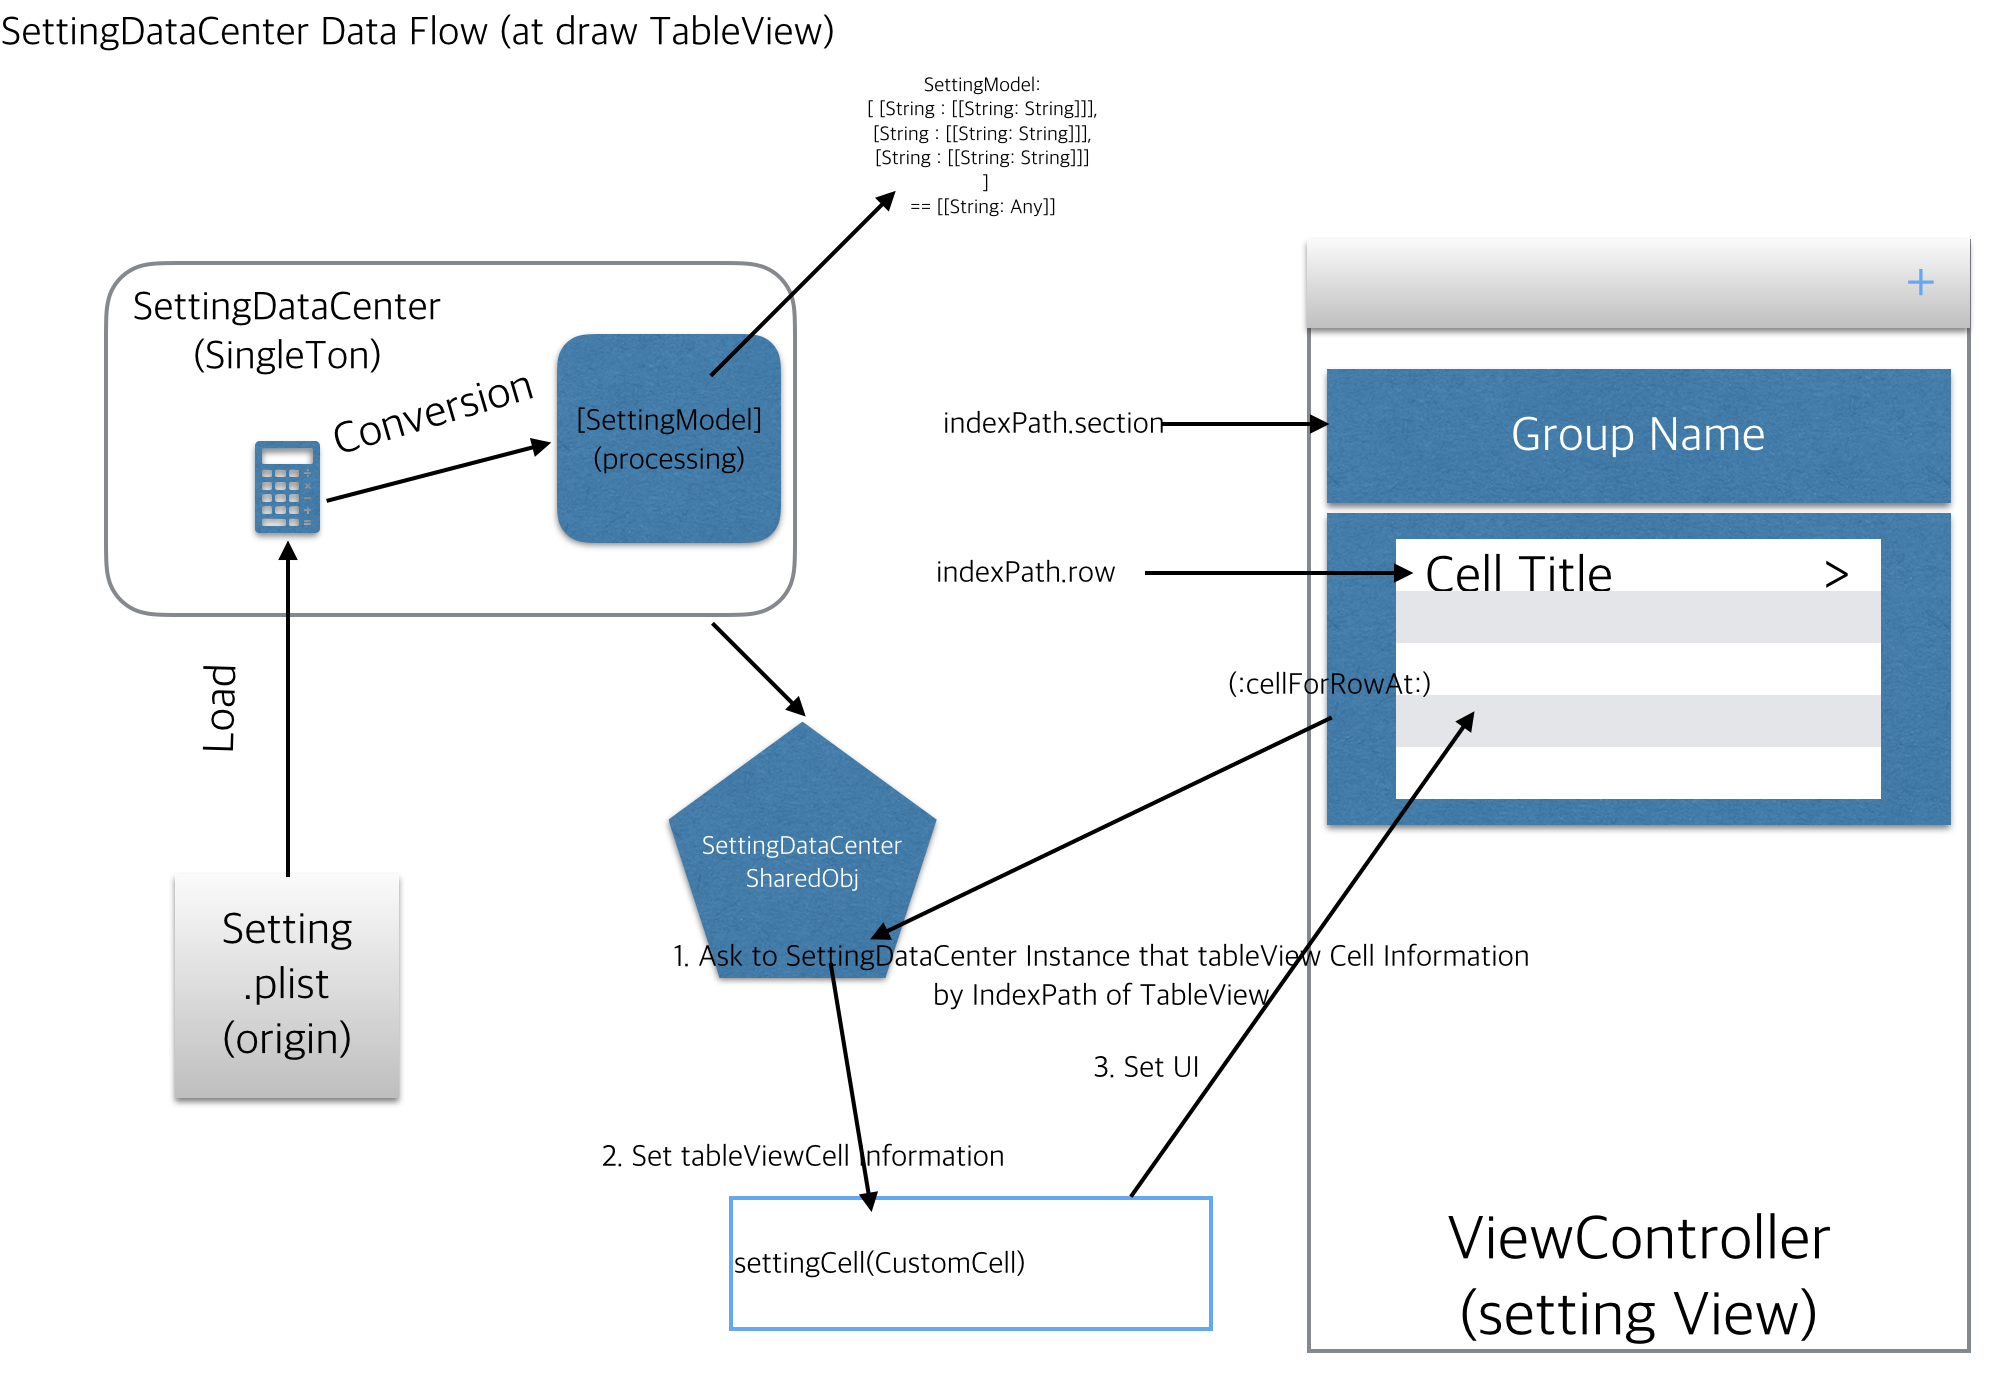 SettingDataCenter Data Flow (at draw TableView)
SettingModel:
[ [String : [[String: String]]],
[String : [[String: String]]],
[String : [[String: String]]]
]
== [[String: Any]]
SettingDataCenter
(SingleTon)
Conversion
[SettingModel]
(processing)
+
indexPath.section
Group Name
indexPath.row
Cell Title >
(:cellForRowAt:)
Load
SettingDataCenter
SharedObj
Setting
.plist
(origin)
1. Ask to SettingDataCenter Instance that tableView Cell Information
by IndexPath of TableView
3. Set UI
2. Set tableViewCell Information
settingCell(CustomCell)
ViewController
(setting View)